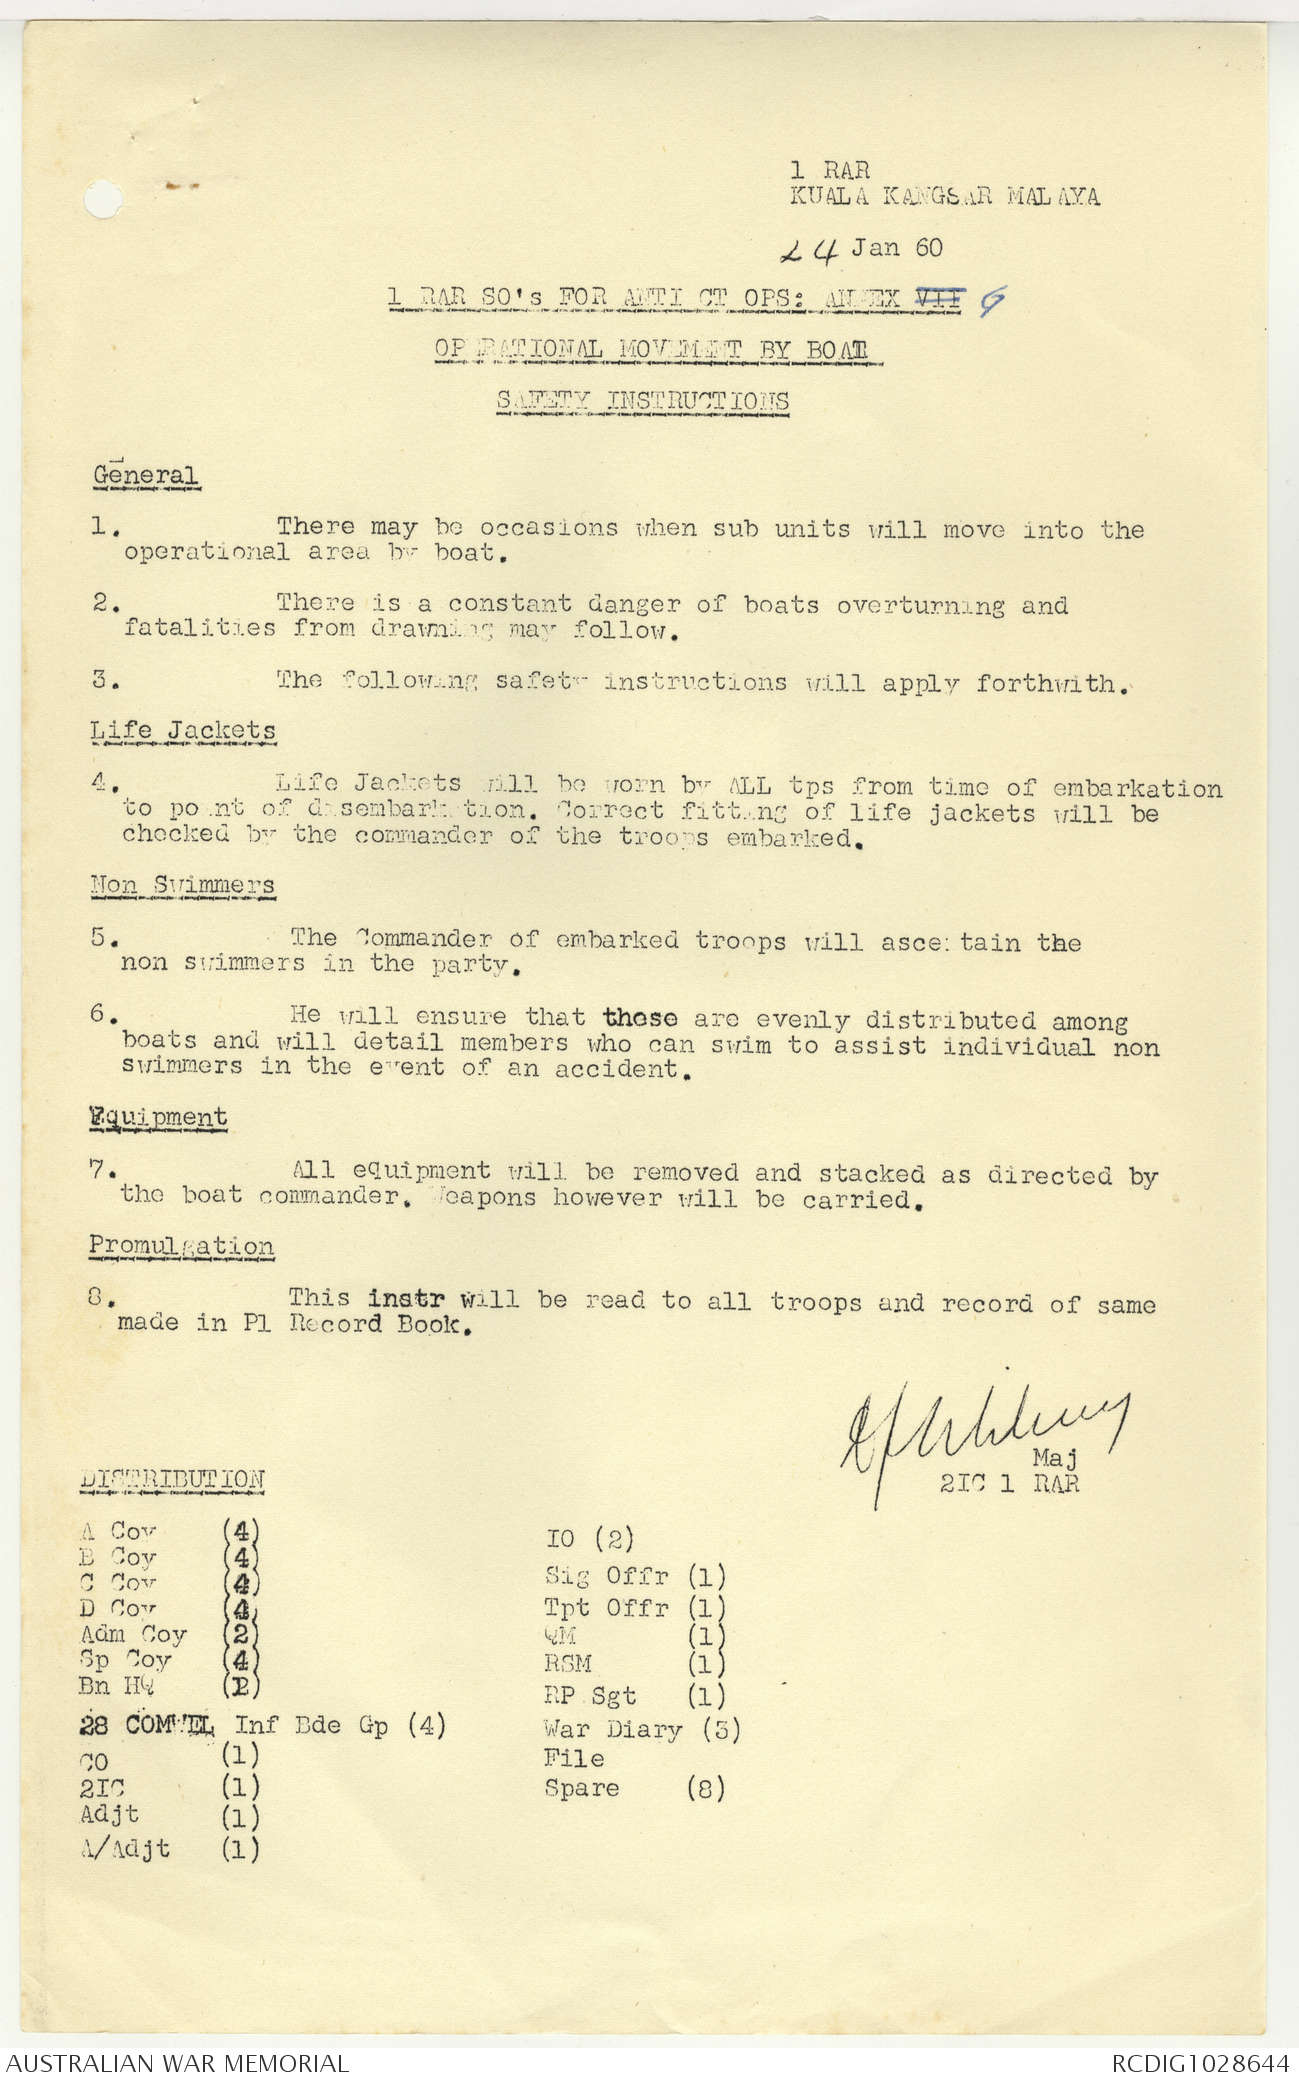 1 RAR
KUALA KANGSAR MALAYA
24 Jan 60
1 RAR SO's FOR ANTI CT OPS: ANNEX VII G
OPERATIONAL MOVEMENT BY BOAT
SAFETY INSTRUCTIONS
General
1. There may be occasions when sub units will move into the
operational area by boat.
2. There is a constant danger of boats overturning and
fatalities from drawning may follow.
3. The following safety instructions will apply forthwith.
Life Jackets
4. Life Jackets will be worn by ALL tps from time of embarkation
to point of disembarkation. Correct fitting of life jackets will be
checked by the commander of the troops embarked.
Non Swimmers
5. The Commander of embarked troops will ascertain the
non swimmers in the party.
6. He will ensure that these are evenly distributed among
boats and will detail members who can swim to assist individual non
swimmers in the event of an accident.
Equipment
7. All equipment will be removed and stacked as directed by
the boat commander. Weapons however will be carried.
Promulgation
8. This instr will be read to all troops and record of same
made in Pl Record Book.
Maj
2IC 1 RAR
DISTRIBUTION
A Coy (4)
B Coy (4)
C Coy (4)
D Coy (4)
Adm Coy (2)
Sp Coy (4)
Bn HQ
28 COMWEL Inf Bde Gp (4)
CO (1)
2IC (1)
Adjt (1)
A/Adjt (1)
IO (2)
Sig Offr (1)
Tpt Offr (1)
QM (1)
RSM (1)
RP Sgt (1)
War Diary (3)
File
Spare (8)
AUSTRALIAN WAR MEMORIAL
RCDIG1028644